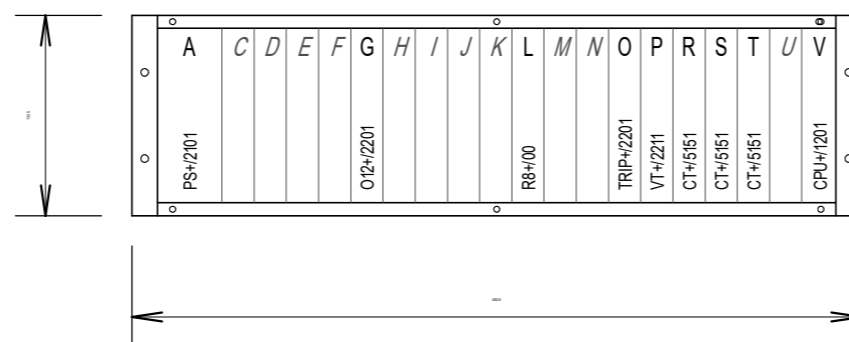 A C D E F G H I J K L M N O P R S T U V
PS+/2101
O12+/2201
R8+/00
TRIP+/2201
VT+/2211
CT+/5151
CT+/5151
CT+/5151
CPU+/1201